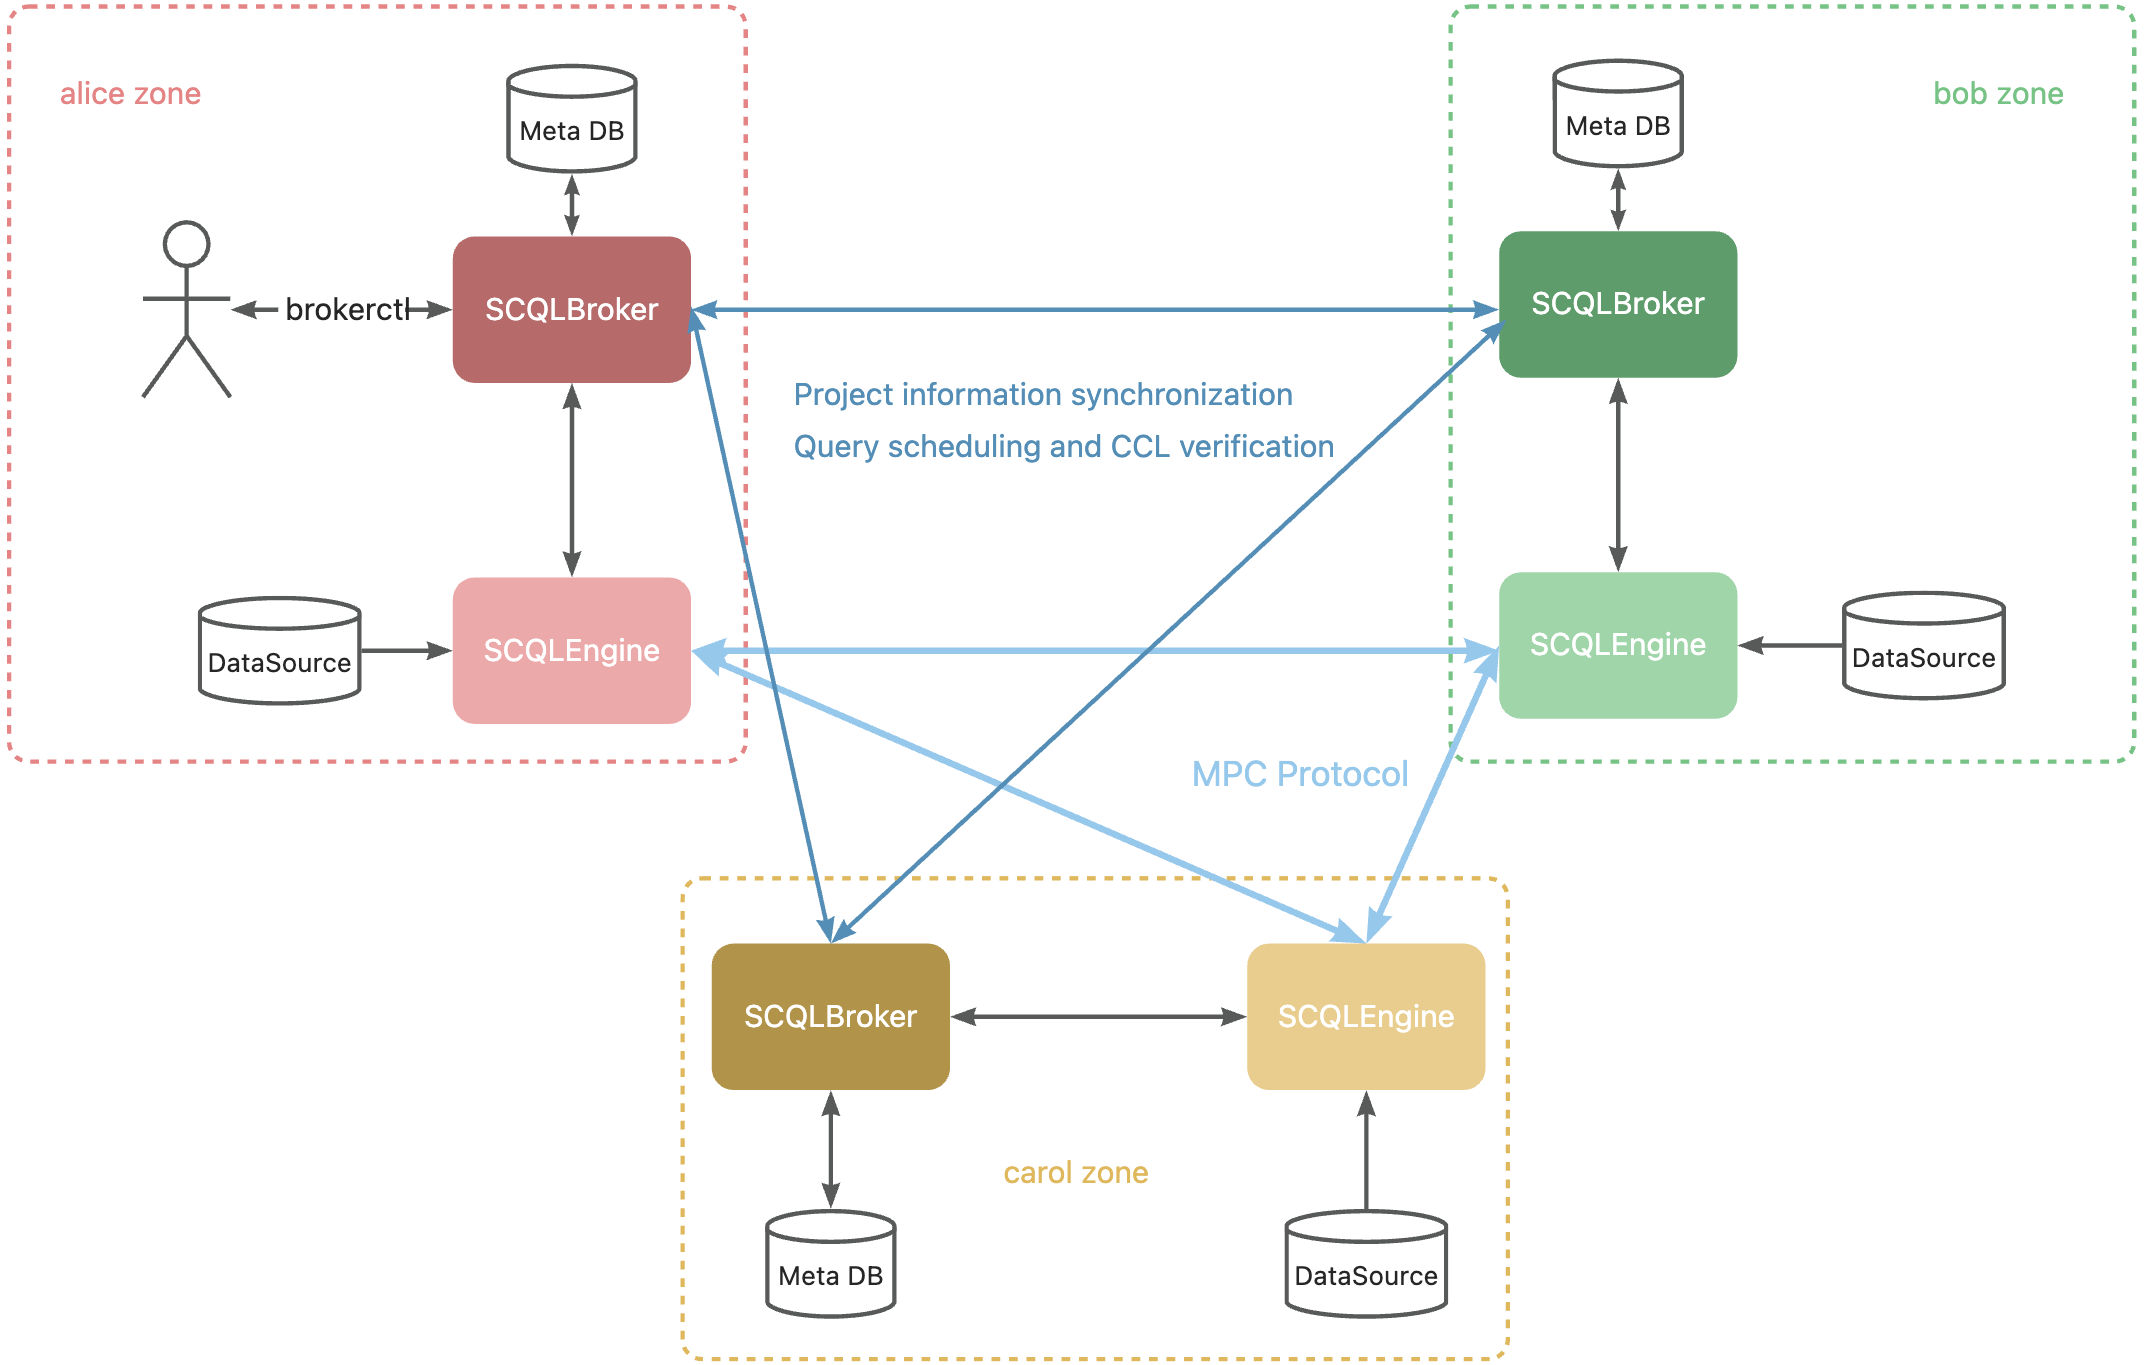 alice zone
Meta DB
brokerctl
SCQLBroker
DataSource
SCQLEngine
Project information synchronization
Query scheduling and CCL verification
MPC Protocol
bob zone
Meta DB
SCQLBroker
SCQLEngine
DataSource
SCQLBroker
SCQLEngine
carol zone
Meta DB
DataSource